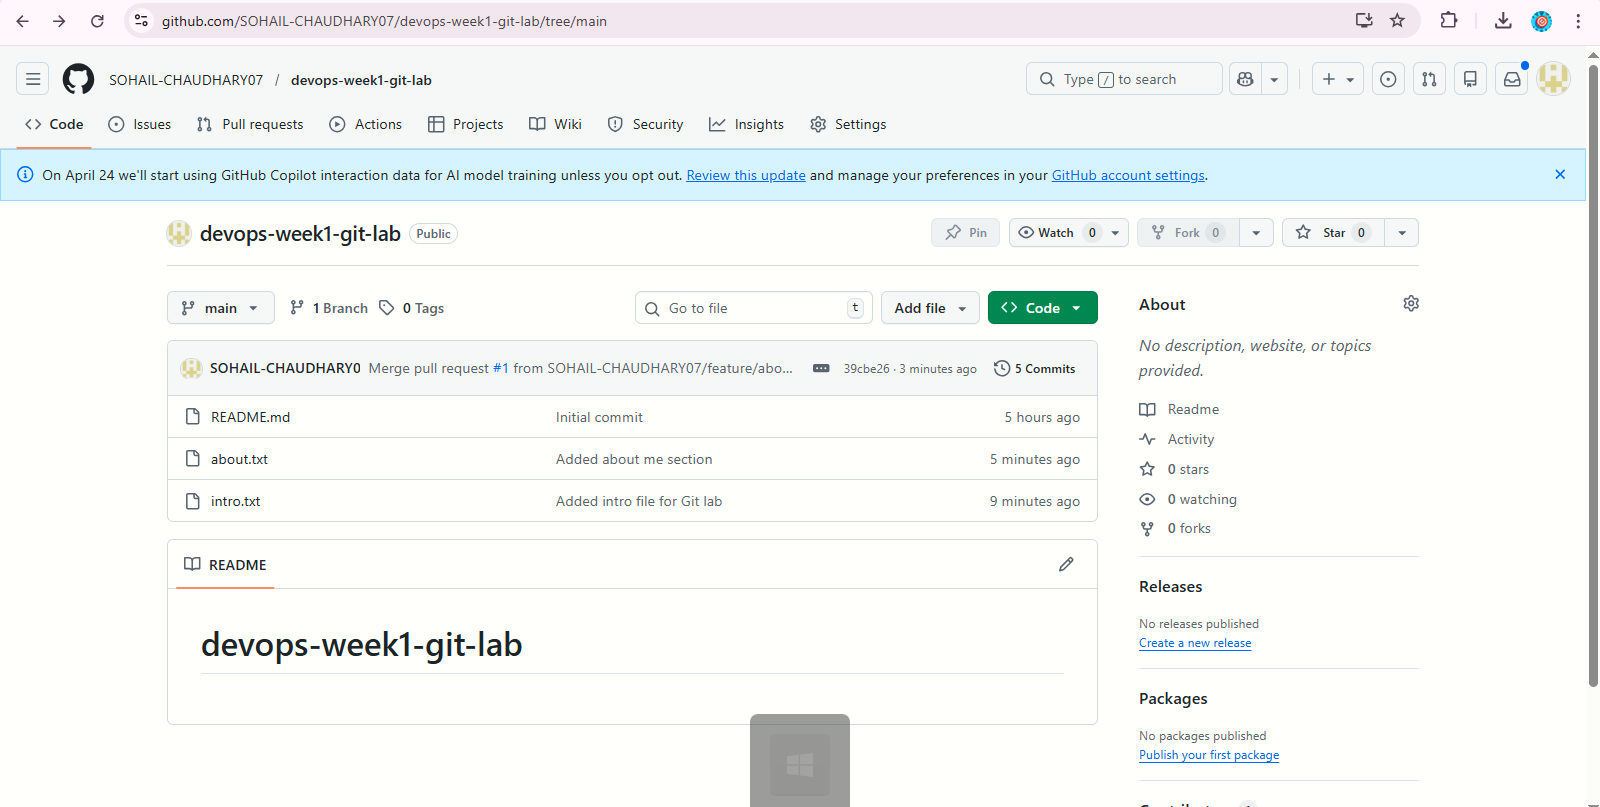 github.com/SOHAIL-CHAUDHARY07/devops-week1-git-lab/tree/main
SOHAIL-CHAUDHARY07 / devops-week1-git-lab
Type / to search
Code Issues Pull requests Actions Projects Wiki Security Insights Settings
On April 24 we'll start using GitHub Copilot interaction data for AI model training unless you opt out. Review this update and manage your preferences in your GitHub account settings.
devops-week1-git-lab Public
Pin Watch 0 Fork 0 Star 0
main 1 Branch 0 Tags
Go to file t Add file Code
SOHAIL-CHAUDHARY0 Merge pull request #1 from SOHAIL-CHAUDHARY07/feature/abo... 39cbe26 · 3 minutes ago 5 Commits
README.md Initial commit 5 hours ago
about.txt Added about me section 5 minutes ago
intro.txt Added intro file for Git lab 9 minutes ago
README
devops-week1-git-lab
About
No description, website, or topics
provided.
Readme
Activity
0 stars
0 watching
0 forks
Releases
No releases published
Create a new release
Packages
No packages published
Publish your first package